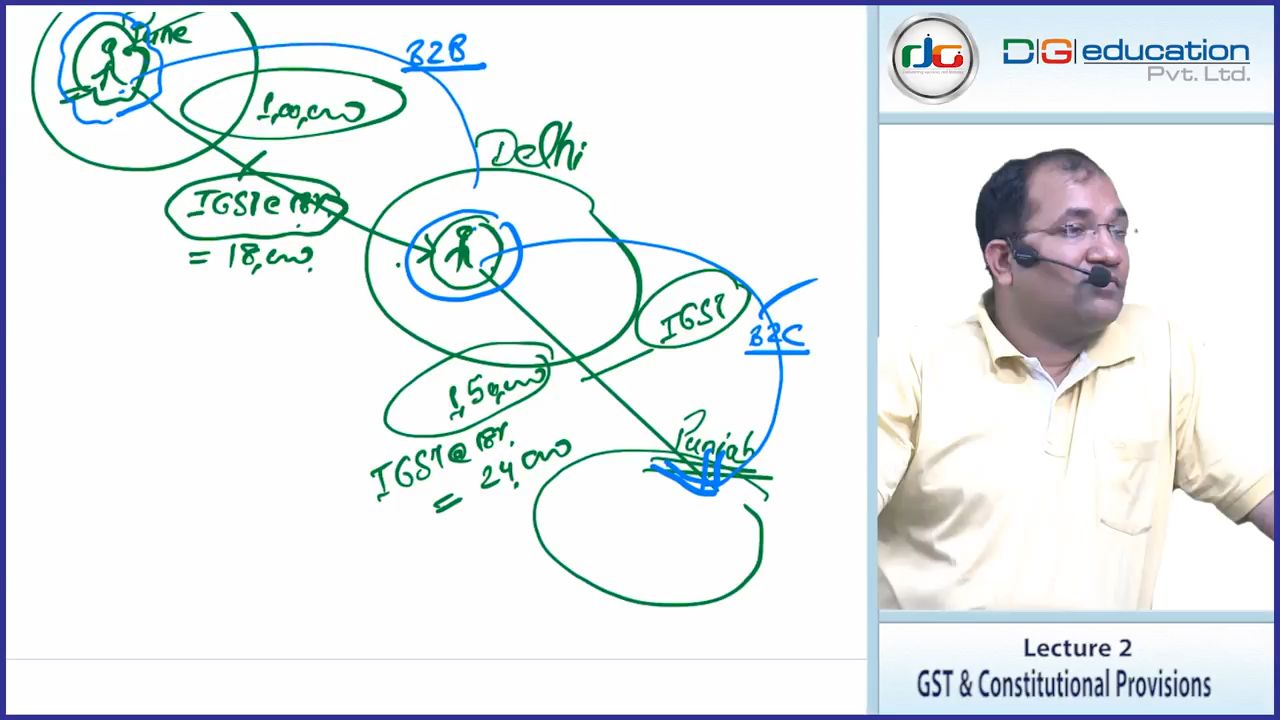 Pune
B2B
1,00,000
Delhi
IGST @ 18%
= 18,000
IGST
B2C
1,50,000
Punjab
IGST @ 18%
= 24,000
DG education
Pvt. Ltd.
Lecture 2
GST & Constitutional Provisions